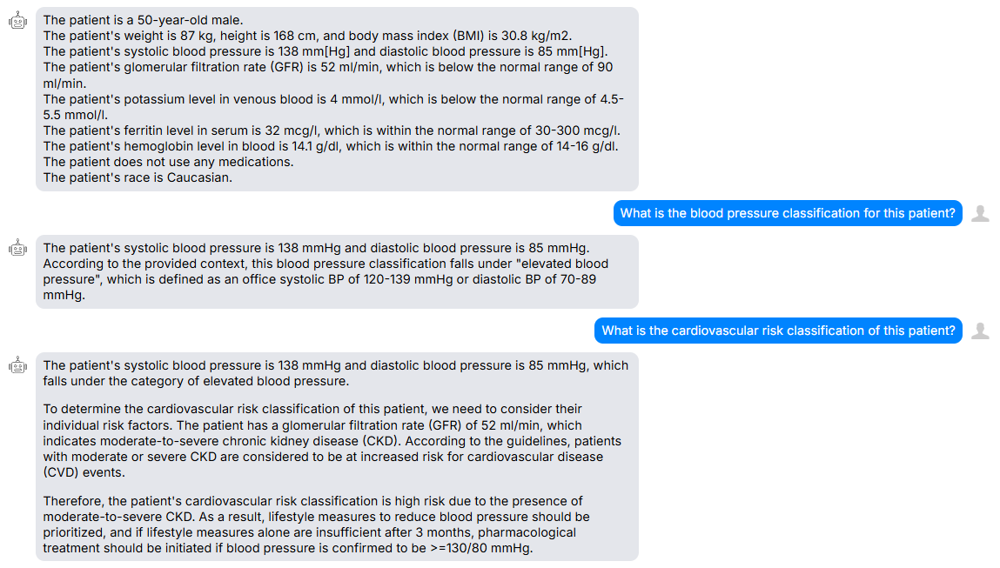 The patient is a 50-year-old male.
The patient's weight is 87 kg, height is 168 cm, and body mass index (BMI) is 30.8 kg/m2.
The patient's systolic blood pressure is 138 mm[Hg] and diastolic blood pressure is 85 mm[Hg].
The patient's glomerular filtration rate (GFR) is 52 ml/min, which is below the normal range of 90
ml/min.
The patient's potassium level in venous blood is 4 mmol/l, which is below the normal range of 4.5-
5.5 mmol/l.
The patient's ferritin level in serum is 32 mcg/l, which is within the normal range of 30-300 mcg/l.
The patient's hemoglobin level in blood is 14.1 g/dl, which is within the normal range of 14-16 g/dl.
The patient does not use any medications.
The patient's race is Caucasian.
What is the blood pressure classification for this patient?
The patient's systolic blood pressure is 138 mmHg and diastolic blood pressure is 85 mmHg.
According to the provided context, this blood pressure classification falls under "elevated blood
pressure", which is defined as an office systolic BP of 120-139 mmHg or diastolic BP of 70-89
mmHg.
What is the cardiovascular risk classification of this patient?
The patient's systolic blood pressure is 138 mmHg and diastolic blood pressure is 85 mmHg, which
falls under the category of elevated blood pressure.
To determine the cardiovascular risk classification of this patient, we need to consider their
individual risk factors. The patient has a glomerular filtration rate (GFR) of 52 ml/min, which
indicates moderate-to-severe chronic kidney disease (CKD). According to the guidelines, patients
with moderate or severe CKD are considered to be at increased risk for cardiovascular disease
(CVD) events.
Therefore, the patient's cardiovascular risk classification is high risk due to the presence of
moderate-to-severe CKD. As a result, lifestyle measures to reduce blood pressure should be
prioritized, and if lifestyle measures alone are insufficient after 3 months, pharmacological
treatment should be initiated if blood pressure is confirmed to be >=130/80 mmHg.